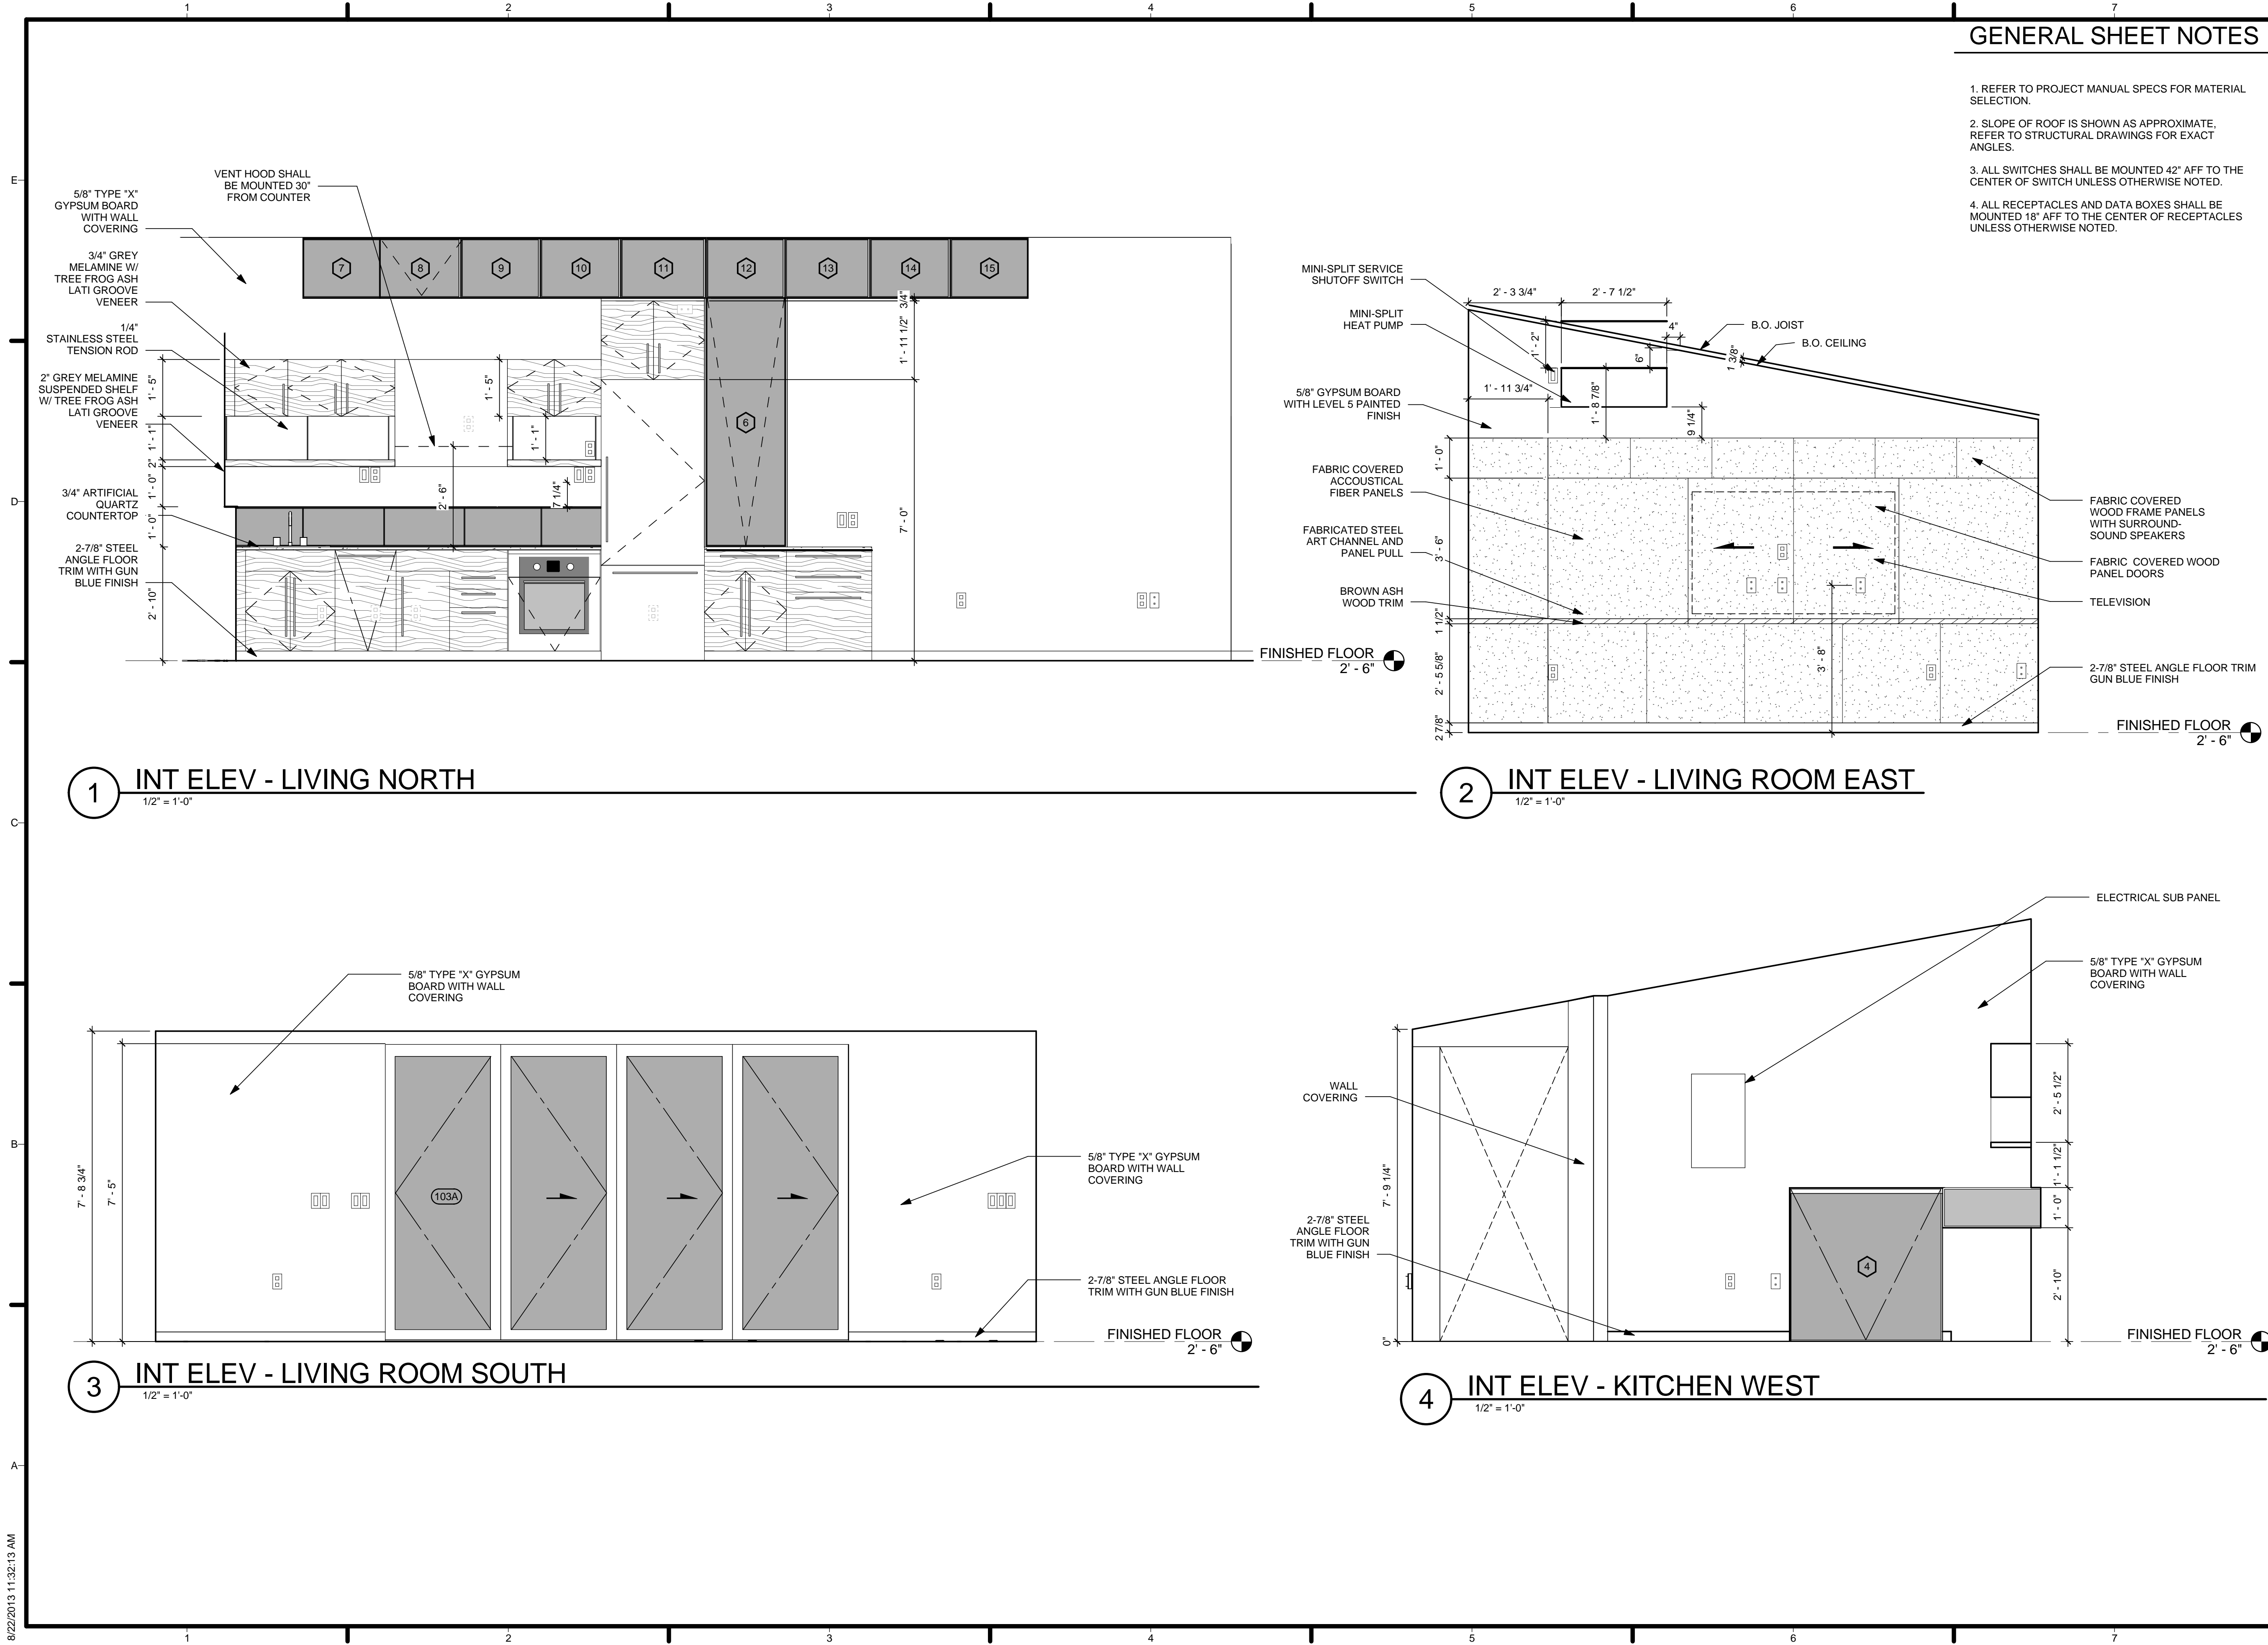 1 2 3 4 5 6 7
GENERAL SHEET NOTES
1. REFER TO PROJECT MANUAL SPECS FOR MATERIAL
SELECTION.
2. SLOPE OF ROOF IS SHOWN AS APPROXIMATE,
REFER TO STRUCTURAL DRAWINGS FOR EXACT
ANGLES.
3. ALL SWITCHES SHALL BE MOUNTED 42" AFF TO THE
CENTER OF SWITCH UNLESS OTHERWISE NOTED.
4. ALL RECEPTACLES AND DATA BOXES SHALL BE
MOUNTED 18" AFF TO THE CENTER OF RECEPTACLES
UNLESS OTHERWISE NOTED.
E
D
C
B
A
VENT HOOD SHALL
BE MOUNTED 30"
FROM COUNTER
5/8" TYPE "X"
GYPSUM BOARD
WITH WALL
COVERING
3/4" GREY
MELAMINE W/
TREE FROG ASH
LATI GROOVE
VENEER
1/4"
STAINLESS STEEL
TENSION ROD
2" GREY MELAMINE
SUSPENDED SHELF
W/ TREE FROG ASH
LATI GROOVE
VENEER
3/4" ARTIFICIAL
QUARTZ
COUNTERTOP
2-7/8" STEEL
ANGLE FLOOR
TRIM WITH GUN
BLUE FINISH
1' - 5"
1' - 1"
2"
1' - 0"
1' - 0"
2' - 10"
7 8 9 10 11 12 13 14 15
6
1' - 5"
1' - 1"
2' - 6"
7 1/4"
3/4"
1' - 11 1/2"
7' - 0"
FINISHED FLOOR
2' - 6"
1
INT ELEV - LIVING NORTH
1/2" = 1'-0"
MINI-SPLIT SERVICE
SHUTOFF SWITCH
MINI-SPLIT
HEAT PUMP
5/8" GYPSUM BOARD
WITH LEVEL 5 PAINTED
FINISH
FABRIC COVERED
ACCOUSTICAL
FIBER PANELS
FABRICATED STEEL
ART CHANNEL AND
PANEL PULL
BROWN ASH
WOOD TRIM
2' - 3 3/4"
2' - 7 1/2"
4"
1' - 2"
6"
1 3/8"
1' - 11 3/4"
1' - 8 7/8"
9 1/4"
1' - 0"
3' - 6"
1 1/2"
2' - 5 5/8"
2 7/8"
3' - 8"
B.O. JOIST
B.O. CEILING
FABRIC COVERED
WOOD FRAME PANELS
WITH SURROUND-
SOUND SPEAKERS
FABRIC COVERED WOOD
PANEL DOORS
TELEVISION
2-7/8" STEEL ANGLE FLOOR TRIM
GUN BLUE FINISH
FINISHED FLOOR
2' - 6"
2
INT ELEV - LIVING ROOM EAST
1/2" = 1'-0"
5/8" TYPE "X" GYPSUM
BOARD WITH WALL
COVERING
7' - 8 3/4"
7' - 5"
103A
5/8" TYPE "X" GYPSUM
BOARD WITH WALL
COVERING
2-7/8" STEEL ANGLE FLOOR
TRIM WITH GUN BLUE FINISH
FINISHED FLOOR
2' - 6"
3
INT ELEV - LIVING ROOM SOUTH
1/2" = 1'-0"
ELECTRICAL SUB PANEL
5/8" TYPE "X" GYPSUM
BOARD WITH WALL
COVERING
WALL
COVERING
2-7/8" STEEL
ANGLE FLOOR
TRIM WITH GUN
BLUE FINISH
7' - 9 1/4"
0"
4
2' - 5 1/2"
1' - 1 1/2"
1' - 0"
2' - 10"
FINISHED FLOOR
2' - 6"
4
INT ELEV - KITCHEN WEST
1/2" = 1'-0"
8/22/2013 11:32:13 AM
1 2 3 4 5 6 7